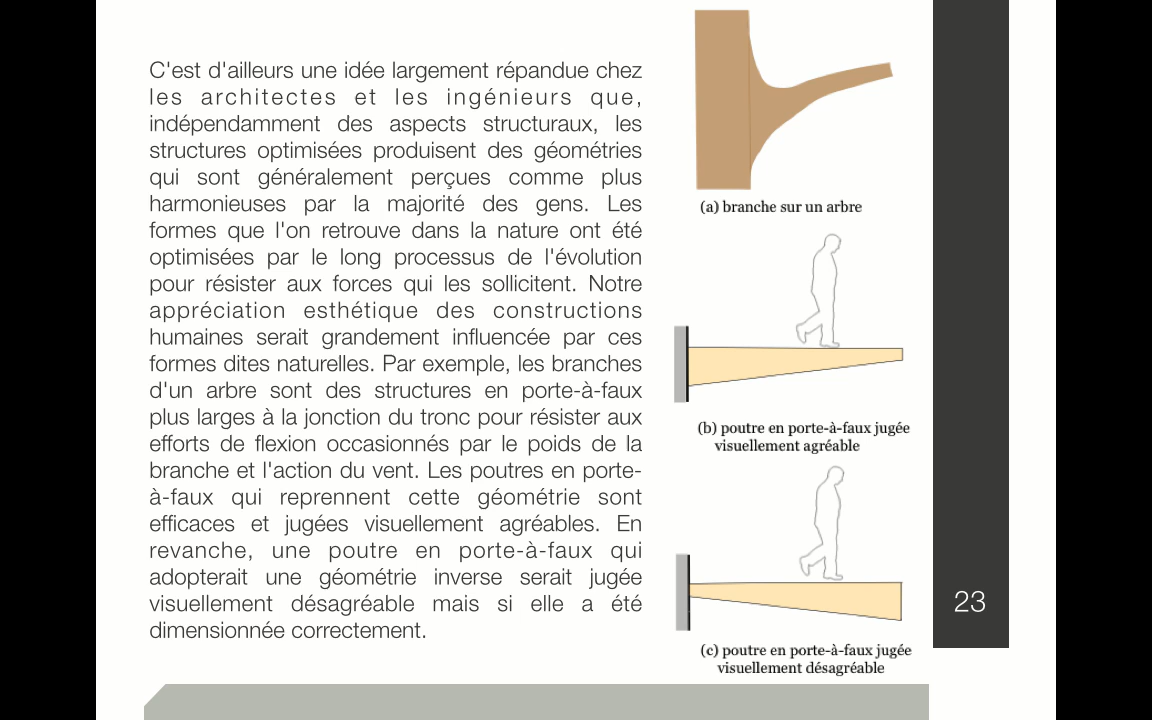 C'est d'ailleurs une idée largement répandue chez
les architectes et les ingénieurs que,
indépendamment des aspects structuraux, les
structures optimisées produisent des géométries
qui sont généralement perçues comme plus
harmonieuses par la majorité des gens. Les
formes que l'on retrouve dans la nature ont été
optimisées par le long processus de l'évolution
pour résister aux forces qui les sollicitent. Notre
appréciation esthétique des constructions
humaines serait grandement influencée par ces
formes dites naturelles. Par exemple, les branches
d'un arbre sont des structures en porte-à-faux
plus larges à la jonction du tronc pour résister aux
efforts de flexion occasionnés par le poids de la
branche et l'action du vent. Les poutres en porte-
à-faux qui reprennent cette géométrie sont
efficaces et jugées visuellement agréables. En
revanche, une poutre en porte-à-faux qui
adopterait une géométrie inverse serait jugée
visuellement désagréable mais si elle a été
dimensionnée correctement.
(a) branche sur un arbre
(b) poutre en porte-à-faux jugée
visuellement agréable
(c) poutre en porte-à-faux jugée
visuellement désagréable
23